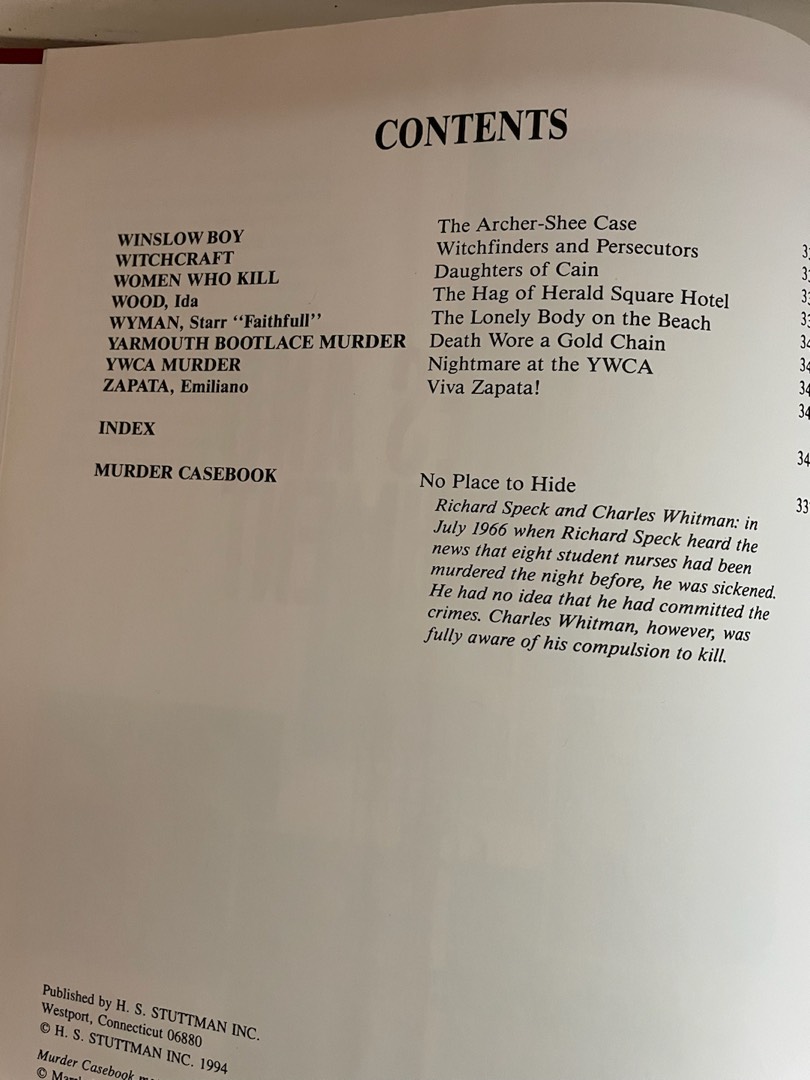 CONTENTS
WINSLOW BOY The Archer-Shee Case
WITCHCRAFT Witchfinders and Persecutors
WOMEN WHO KILL Daughters of Cain
WOOD, Ida The Hag of Herald Square Hotel
WYMAN, Starr “Faithfull” The Lonely Body on the Beach
YARMOUTH BOOTLACE MURDER Death Wore a Gold Chain
YWCA MURDER Nightmare at the YWCA
ZAPATA, Emiliano Viva Zapata!
INDEX
MURDER CASEBOOK No Place to Hide
Richard Speck and Charles Whitman: in
July 1966 when Richard Speck heard the
news that eight student nurses had been
murdered the night before, he was sickened.
He had no idea that he had committed the
crimes. Charles Whitman, however, was
fully aware of his compulsion to kill.
Published by H. S. STUTTMAN INC.
Westport, Connecticut 06880
© H. S. STUTTMAN INC. 1994
Murder Casebook
©